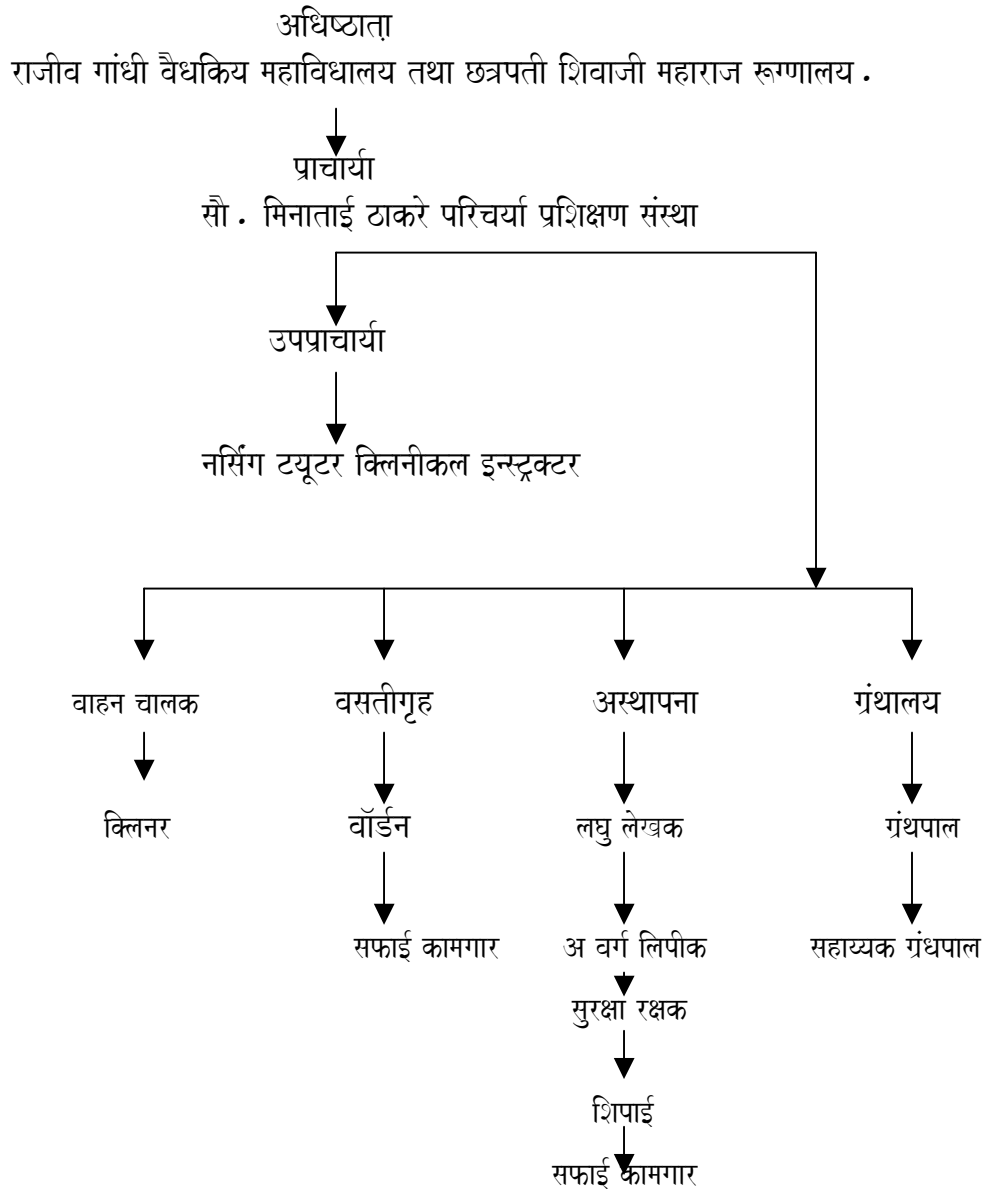 अधिष्ठाता
राजीव गांधी वैधकिय महाविधालय तथा छत्रपती शिवाजी महाराज रूग्णालय .
प्राचार्या
सौ . मिनाताई ठाकरे परिचर्या प्रशिक्षण संस्था
उपप्राचार्या
नर्सिंग टयूटर क्लिनीकल इन्स्ट्रक्टर
वाहन चालक वसतीगृह अस्थापना ग्रंथालय
क्लिनर वॉर्डन लघु लेखक ग्रंथपाल
सफाई कामगार अ वर्ग लिपीक सहाय्यक ग्रंधपाल
सुरक्षा रक्षक
शिपाई
सफाई कामगार